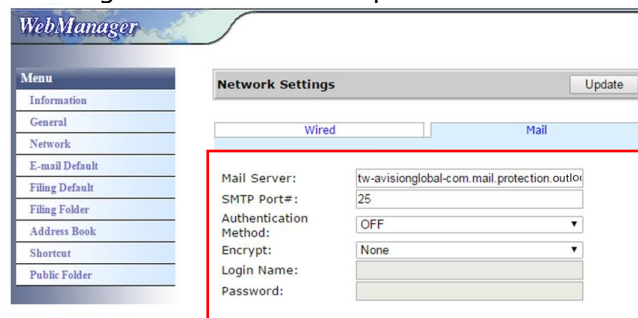 WebManager
Menu
Information
General
Network
E-mail Default
Filing Default
Filing Folder
Address Book
Shortcut
Public Folder
Network Settings
Update
Wired
Mail
Mail Server: tw-avisionglobal-com.mail.protection.outloo
SMTP Port#: 25
Authentication
Method: OFF
Encrypt: None
Login Name:
Password: